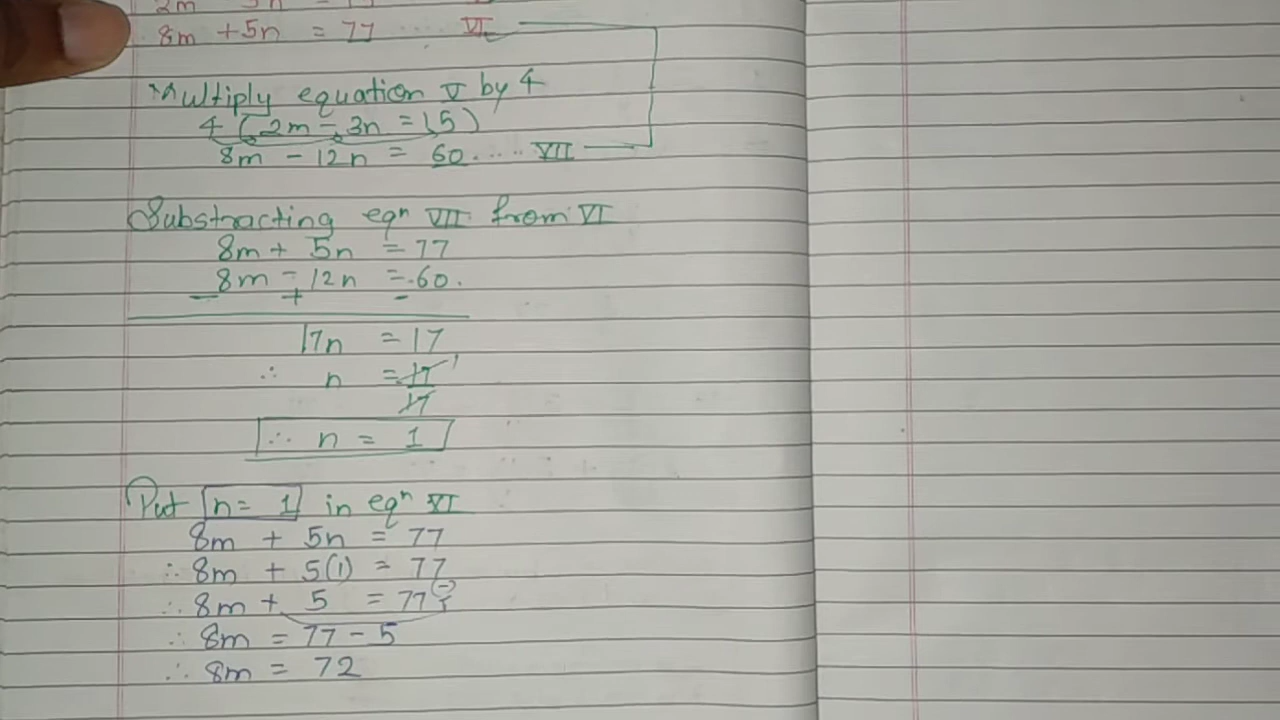 8m + 5n = 77 .... VI
Multiply equation V by 4
4 (2m - 3n = 15)
8m - 12n = 60 ..... VII
Substracting eqⁿ VII from VI
8m + 5n = 77
8m - 12n = 60.
- + -
17n = 17
∴ n = 17/17 1
∴ n = 1
Put n = 1 in eqⁿ VI
8m + 5n = 77
∴ 8m + 5(1) = 77
∴ 8m + 5 = 77
∴ 8m = 77 - 5
∴ 8m = 72